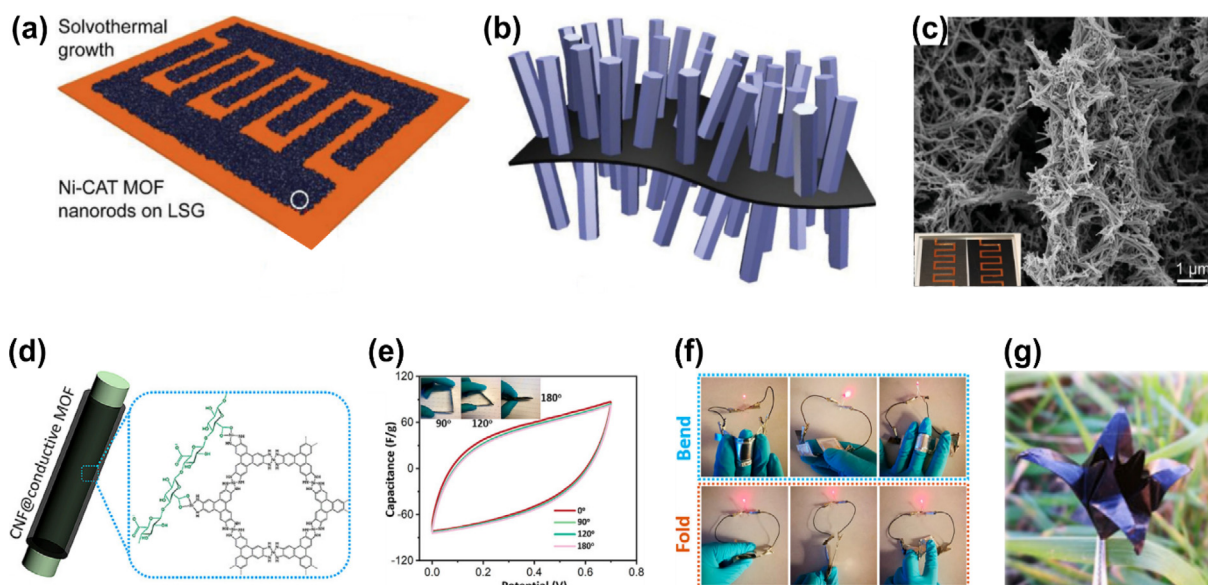 (a)
Solvothermal
growth
Ni-CAT MOF
nanorods on LSG
(b)
(c)
1 μm
(d)
CNF@conductive MOF
(e)
Capacitance (F/g)
120
60
0
-60
-120
90°
120°
180°
0°
90°
120°
180°
0.0
0.2
0.4
0.6
0.8
Potential (V)
(f)
Bend
Fold
(g)